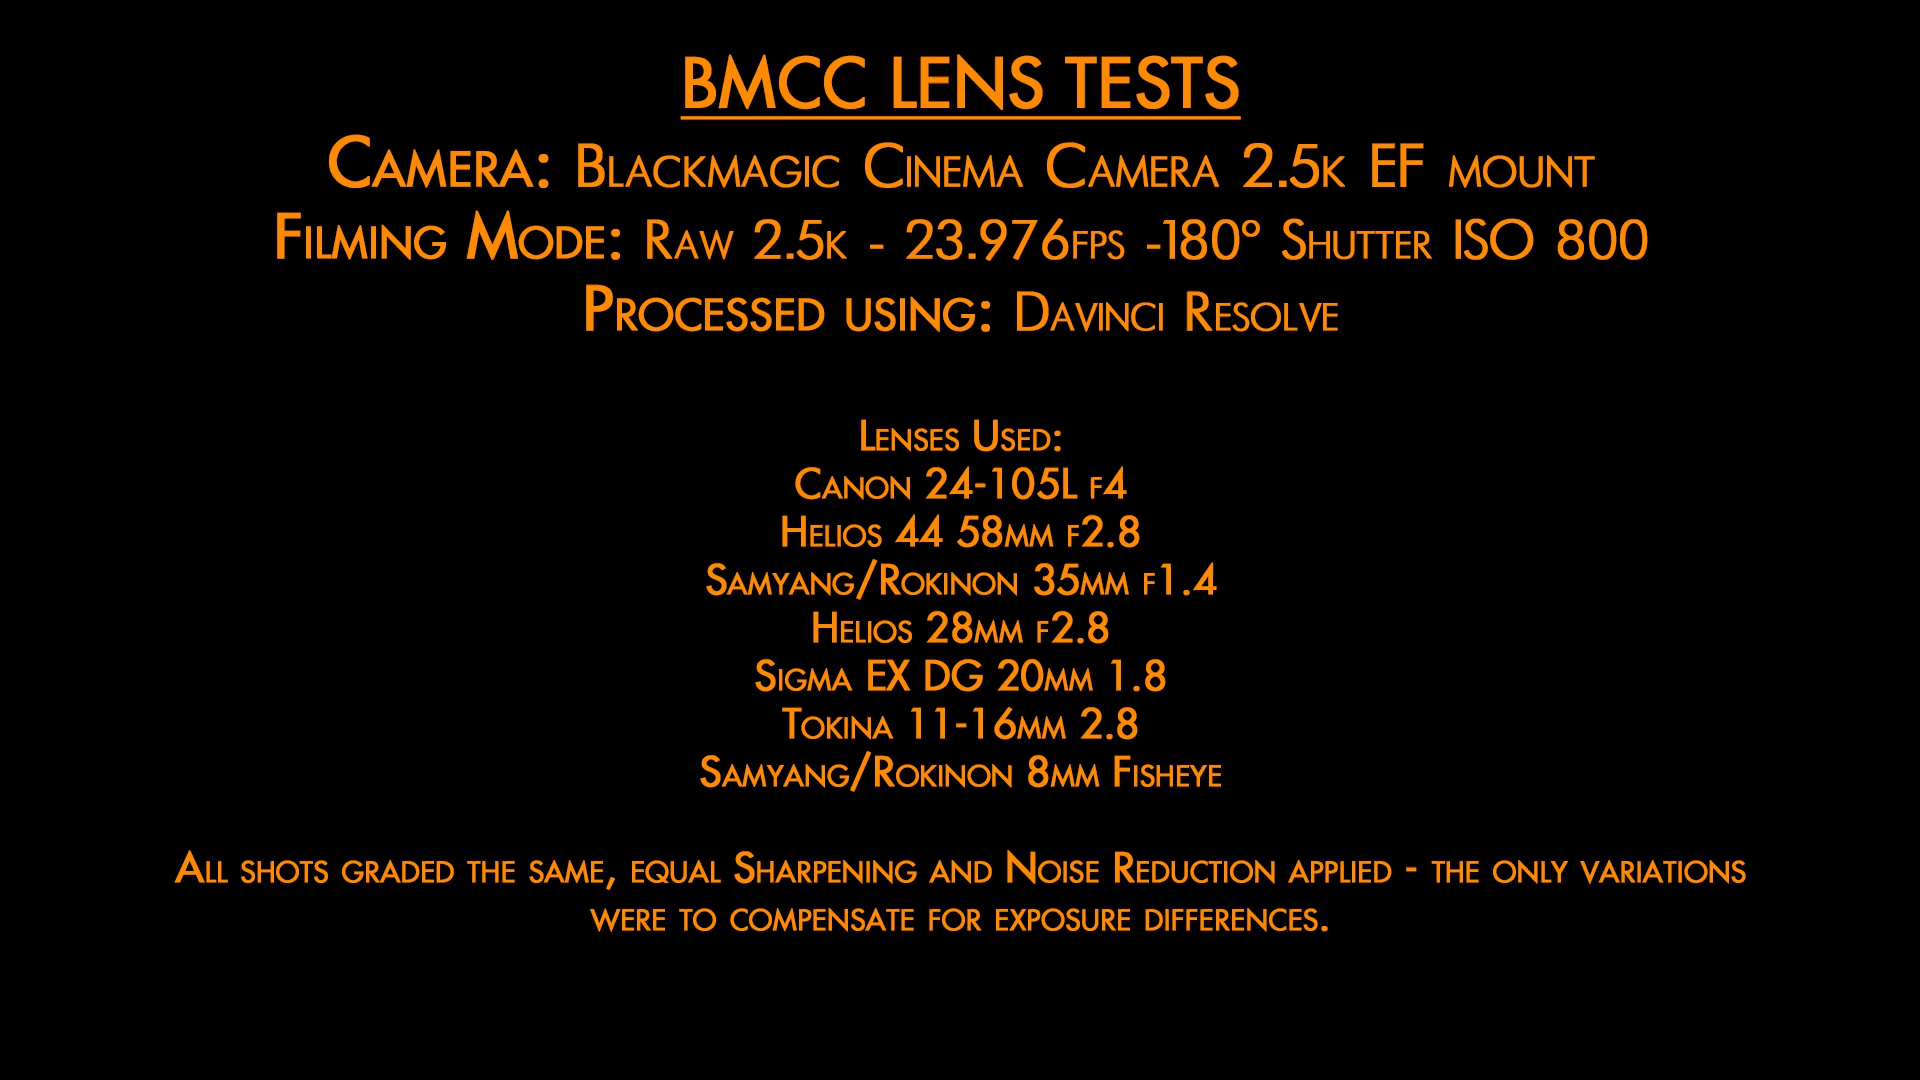 BMCC LENS TESTS
Camera: Blackmagic Cinema Camera 2.5k EF mount
Filming Mode: Raw 2.5k - 23.976fps -180° Shutter ISO 800
Processed using: Davinci Resolve
Lenses Used:
Canon 24-105L f4
Helios 44 58mm f2.8
Samyang/Rokinon 35mm f1.4
Helios 28mm f2.8
Sigma EX DG 20mm 1.8
Tokina 11-16mm 2.8
Samyang/Rokinon 8mm Fisheye
All shots graded the same, equal Sharpening and Noise Reduction applied - the only variations
were to compensate for exposure differences.